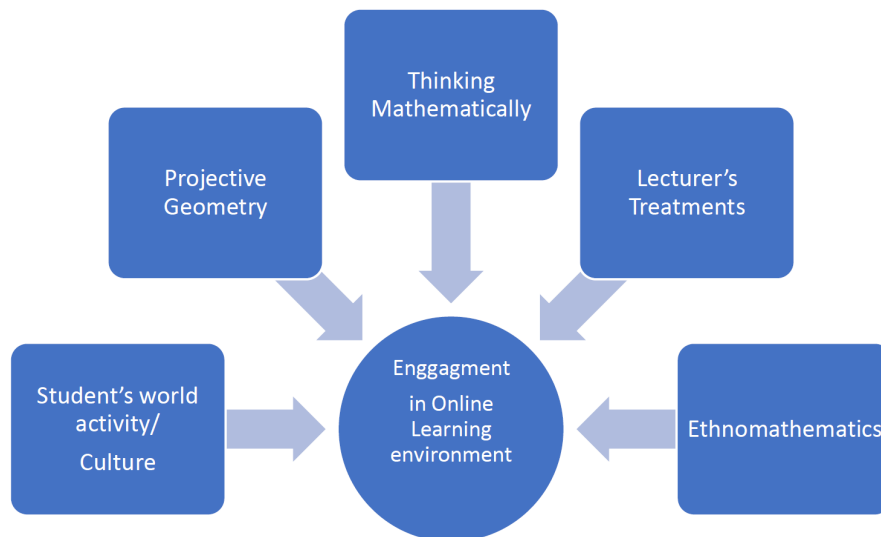 Thinking
Mathematically
Projective
Geometry
Lecturer’s
Treatments
Student’s world
activity/
Culture
Enggagment
in Online
Learning
environment
Ethnomathematics